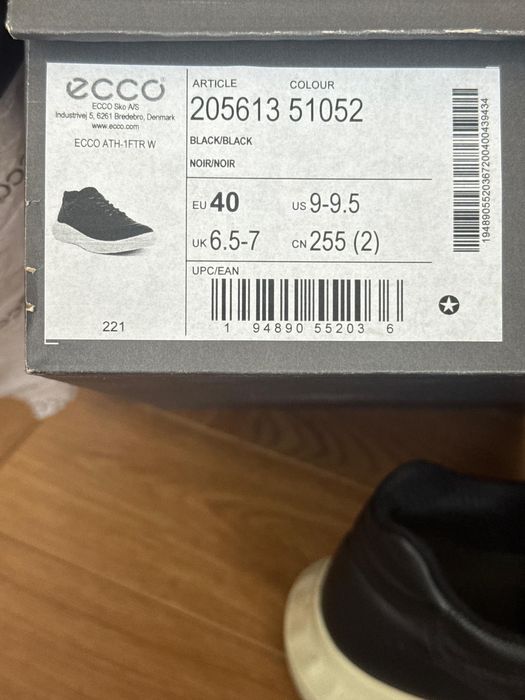 ecco
ECCO Sko A/S
Industrivej 5, 6261 Bredebro, Denmark
www.ecco.com
ECCO ATH-1FTR W
221
ARTICLE COLOUR
205613 51052
BLACK/BLACK
NOIR/NOIR
EU 40 US 9-9.5
UK 6.5-7 CN 255 (2)
UPC/EAN
1 94890 55203 6
19489055203672004000439434